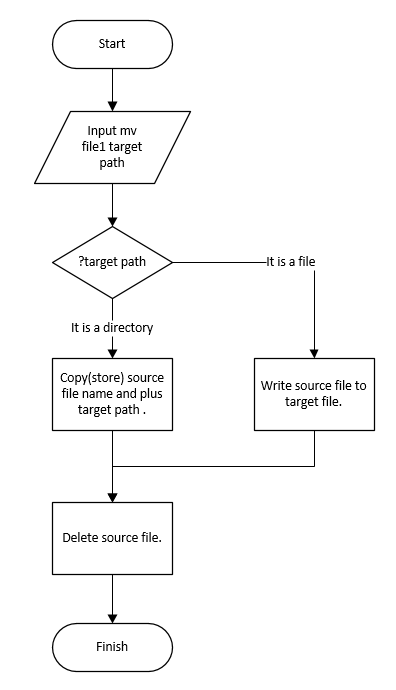 Start
Input mv
file1 target
path
?target path
It is a file
It is a directory
Copy(store) source
file name and plus
target path .
Write source file to
target file.
Delete source file.
Finish